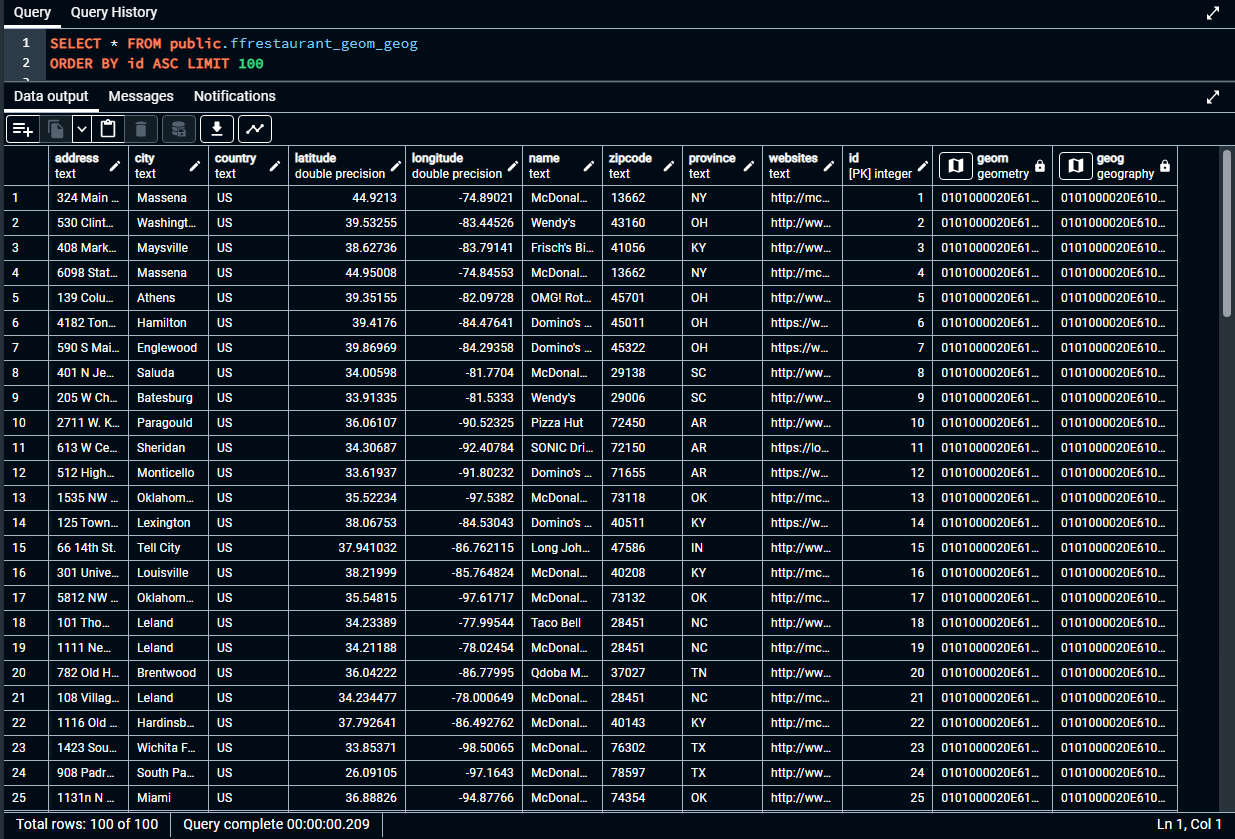 Query Query History
1 SELECT * FROM public.ffrestaurant_geom_geog
2 ORDER BY id ASC LIMIT 100
Data output Messages Notifications
address city country latitude longitude name zipcode province websites id geom geog
text text text double precision double precision text text text text [PK] integer geometry geography
1 324 Main ... Massena US 44.9213 -74.89021 McDonal... 13662 NY http://mc... 1 0101000020E61... 0101000020E610...
2 530 Clint... Washingt... US 39.53255 -83.44526 Wendy's 43160 OH http://ww... 2 0101000020E61... 0101000020E610...
3 408 Mark... Maysville US 38.62736 -83.79141 Frisch's Bi... 41056 KY http://ww... 3 0101000020E61... 0101000020E610...
4 6098 Stat... Massena US 44.95008 -74.84553 McDonal... 13662 NY http://mc... 4 0101000020E61... 0101000020E610...
5 139 Colu... Athens US 39.35155 -82.09728 OMG! Rot... 45701 OH http://ww... 5 0101000020E61... 0101000020E610...
6 4182 Ton... Hamilton US 39.4176 -84.47641 Domino's ... 45011 OH https://w... 6 0101000020E61... 0101000020E610...
7 590 S Mai... Englewood US 39.86969 -84.29358 Domino's ... 45322 OH https://w... 7 0101000020E61... 0101000020E610...
8 401 N Je... Saluda US 34.00598 -81.7704 McDonal... 29138 SC http://ww... 8 0101000020E61... 0101000020E610...
9 205 W Ch... Batesburg US 33.91335 -81.5333 Wendy's 29006 SC http://ww... 9 0101000020E61... 0101000020E610...
10 2711 W. K... Paragould US 36.06107 -90.52325 Pizza Hut 72450 AR http://ww... 10 0101000020E61... 0101000020E610...
11 613 W Ce... Sheridan US 34.30687 -92.40784 SONIC Dri... 72150 AR https://lo... 11 0101000020E61... 0101000020E610...
12 512 High... Monticello US 33.61937 -91.80232 Domino's ... 71655 AR https://w... 12 0101000020E61... 0101000020E610...
13 1535 NW ... Oklahom... US 35.52234 -97.5382 McDonal... 73118 OK http://mc... 13 0101000020E61... 0101000020E610...
14 125 Town... Lexington US 38.06753 -84.53043 Domino's ... 40511 KY https://w... 14 0101000020E61... 0101000020E610...
15 66 14th St. Tell City US 37.941032 -86.762115 Long Joh... 47586 IN http://ww... 15 0101000020E61... 0101000020E610...
16 301 Unive... Louisville US 38.21999 -85.764824 McDonal... 40208 KY http://mc... 16 0101000020E61... 0101000020E610...
17 5812 NW ... Oklahom... US 35.54815 -97.61717 McDonal... 73132 OK http://mc... 17 0101000020E61... 0101000020E610...
18 101 Tho... Leland US 34.23389 -77.99544 Taco Bell 28451 NC http://ww... 18 0101000020E61... 0101000020E610...
19 1111 Ne... Leland US 34.21188 -78.02454 McDonal... 28451 NC http://mc... 19 0101000020E61... 0101000020E610...
20 782 Old H... Brentwood US 36.04222 -86.77995 Qdoba M... 37027 TN http://ww... 20 0101000020E61... 0101000020E610...
21 108 Villag... Leland US 34.234477 -78.000649 McDonal... 28451 NC http://mc... 21 0101000020E61... 0101000020E610...
22 1116 Old ... Hardinsb... US 37.792641 -86.492762 McDonal... 40143 KY http://mc... 22 0101000020E61... 0101000020E610...
23 1423 Sou... Wichita F... US 33.85371 -98.50065 McDonal... 76302 TX http://ww... 23 0101000020E61... 0101000020E610...
24 908 Padr... South Pa... US 26.09105 -97.1643 McDonal... 78597 TX http://ww... 24 0101000020E61... 0101000020E610...
25 1131n N ... Miami US 36.88826 -94.87766 McDonal... 74354 OK http://ww... 25 0101000020E61... 0101000020E610...
Total rows: 100 of 100 Query complete 00:00:00.209 Ln 1, Col 1